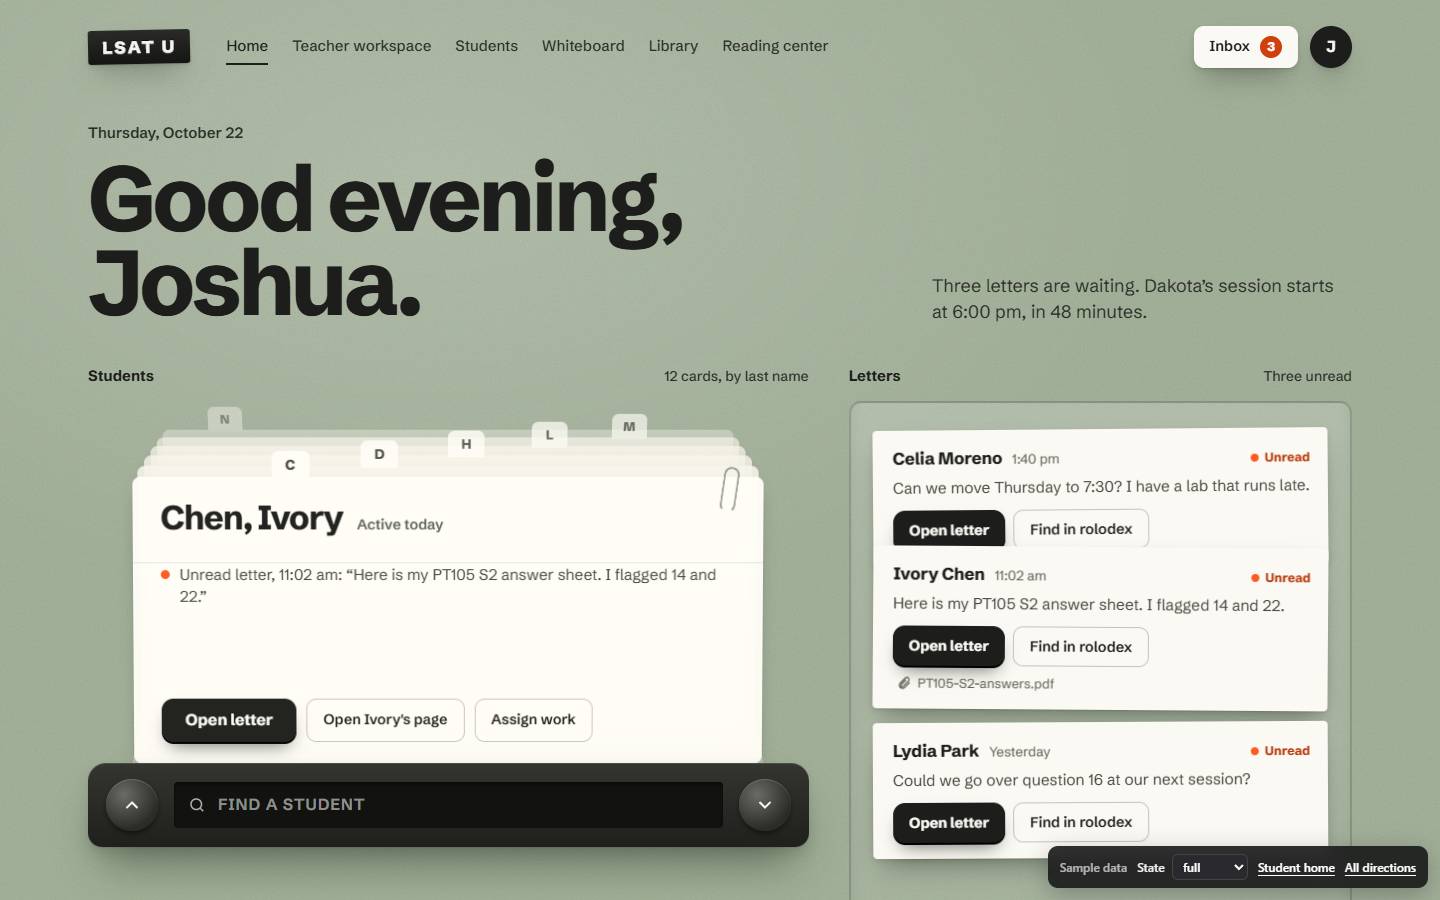 LSAT U
Home
Teacher workspace
Students
Whiteboard
Library
Reading center
Inbox 3
J
Thursday, October 22
Good evening,
Joshua.
Three letters are waiting. Dakota’s session starts
at 6:00 pm, in 48 minutes.
Students
12 cards, by last name
N
C
D
H
L
M
Chen, Ivory Active today
Unread letter, 11:02 am: “Here is my PT105 S2 answer sheet. I flagged 14 and
22.”
Open letter
Open Ivory's page
Assign work
FIND A STUDENT
Letters
Three unread
Celia Moreno 1:40 pm
Unread
Can we move Thursday to 7:30? I have a lab that runs late.
Open letter
Find in rolodex
Ivory Chen 11:02 am
Unread
Here is my PT105 S2 answer sheet. I flagged 14 and 22.
Open letter
Find in rolodex
PT105-S2-answers.pdf
Lydia Park Yesterday
Unread
Could we go over question 16 at our next session?
Open letter
Find in rolodex
Sample data State full Student home All directions